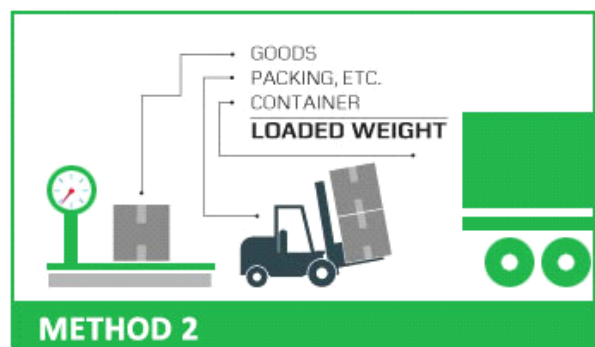 GOODS
PACKING, ETC.
CONTAINER
LOADED WEIGHT
METHOD 2